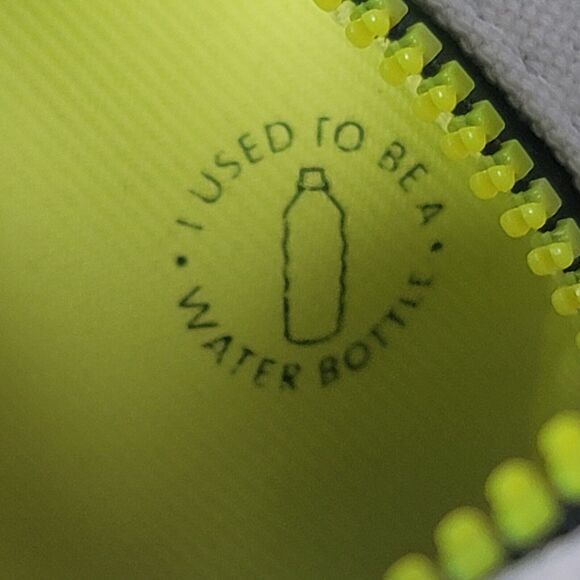 I USED TO BE A
WATER BOTTLE